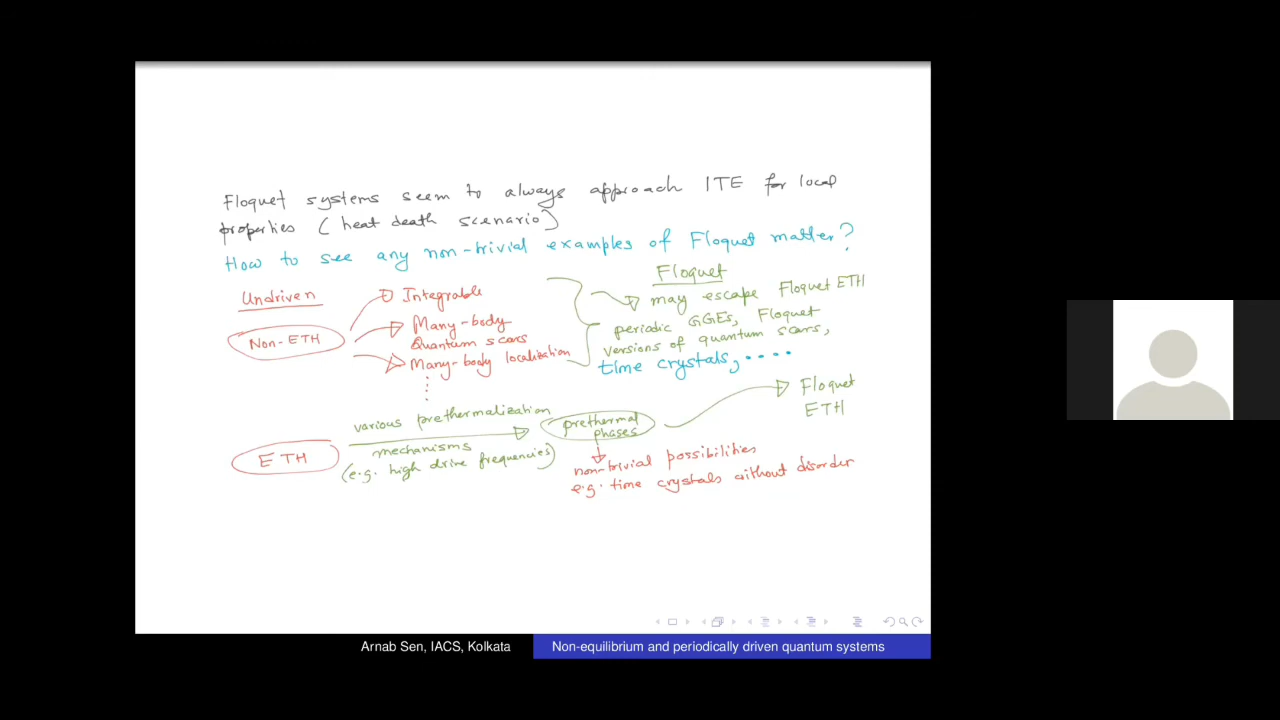 Floquet systems seem to always approach ITE for local
properties (heat death scenario)
How to see any non-trivial examples of Floquet matter?
Undriven
Non-ETH
Integrable
Many-body
Quantum scars
Many-body localization
Floquet
may escape Floquet ETH
periodic GGEs, Floquet
versions of quantum scars,
time crystals, ....
ETH
various prethermalization
mechanisms
(e.g. high drive frequencies)
prethermal
phases
Floquet
ETH
non-trivial possibilities
e.g. time crystals without disorder
Arnab Sen, IACS, Kolkata
Non-equilibrium and periodically driven quantum systems